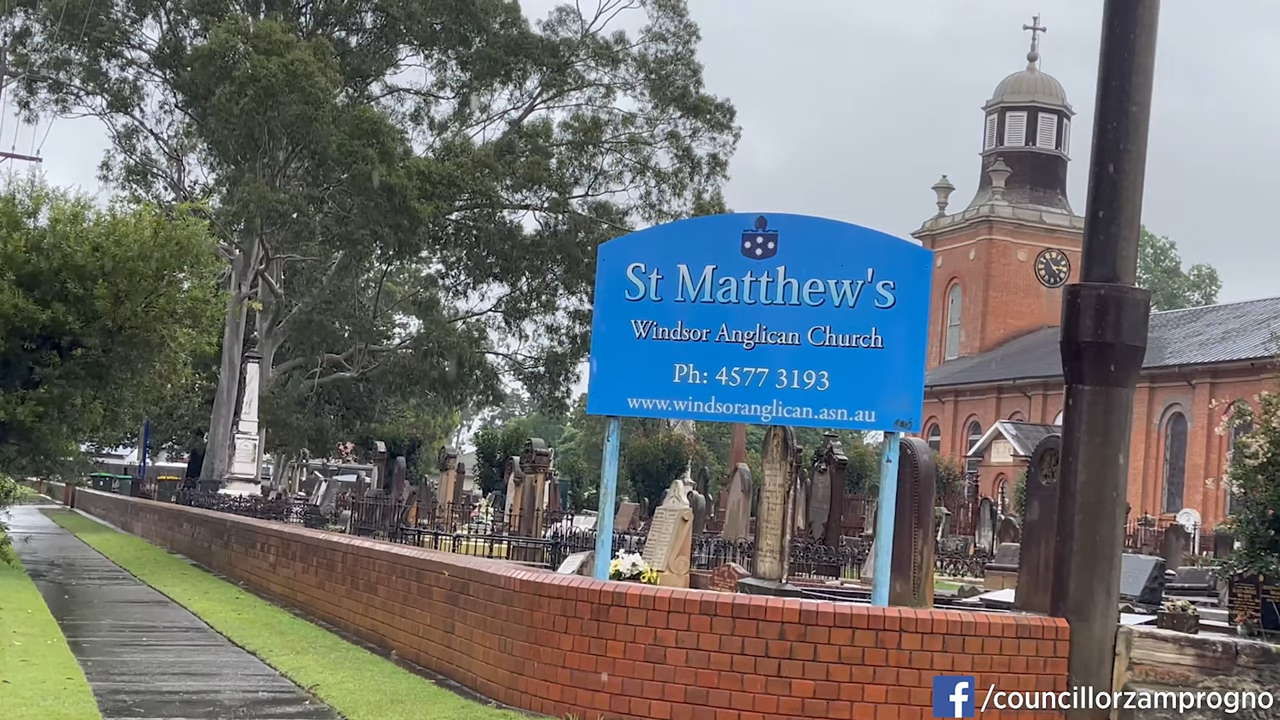 St Matthew's
Windsor Anglican Church
Ph: 4577 3193
www.windsoranglican.asn.au
/councillorzamprogno